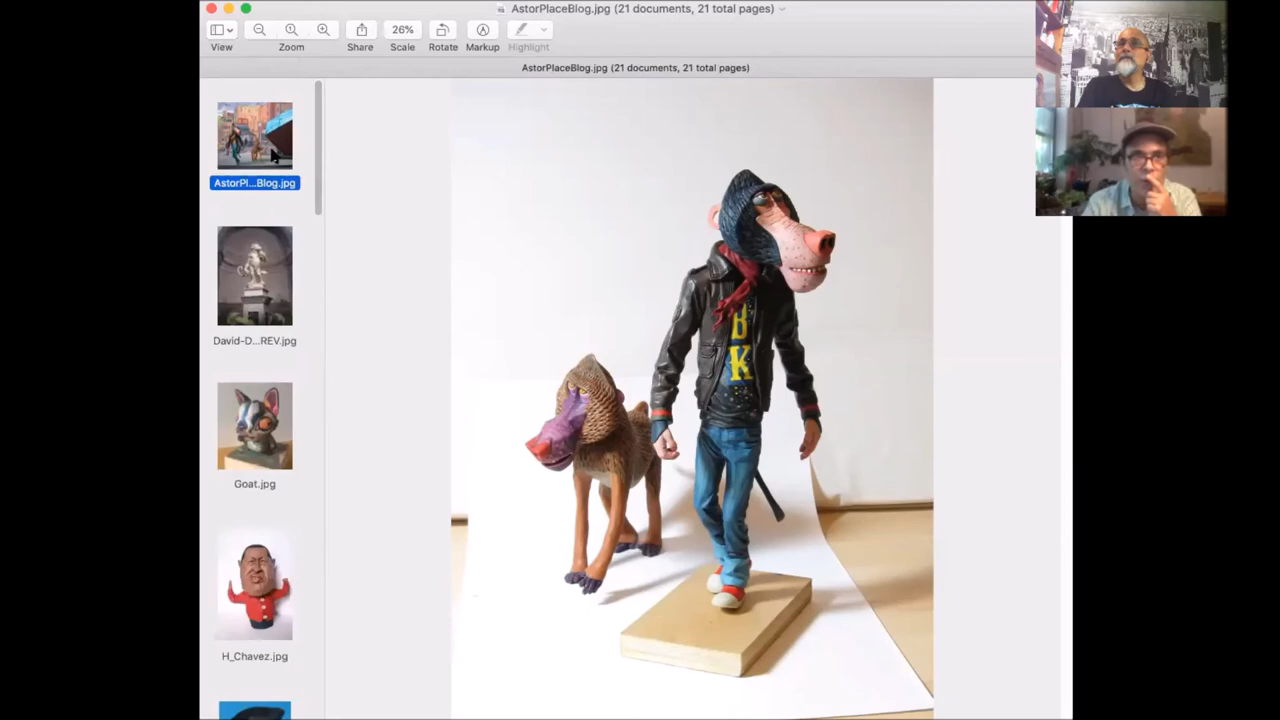 AstorPlaceBlog.jpg (21 documents, 21 total pages)
26%
View
Zoom
Share
Scale
Rotate
Markup
Highlight
AstorPlaceBlog.jpg (21 documents, 21 total pages)
AstorPl...Blog.jpg
David-D...REV.jpg
Goat.jpg
H_Chavez.jpg
B
K